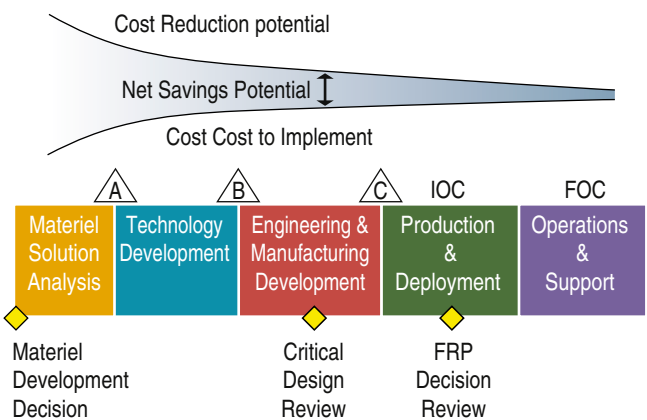 Cost Reduction potential
Net Savings Potential
Cost Cost to Implement
A
B
C
IOC
FOC
Materiel
Solution
Analysis
Technology
Development
Engineering &
Manufacturing
Development
Production
&
Deployment
Operations
&
Support
Materiel
Development
Decision
Critical
Design
Review
FRP
Decision
Review